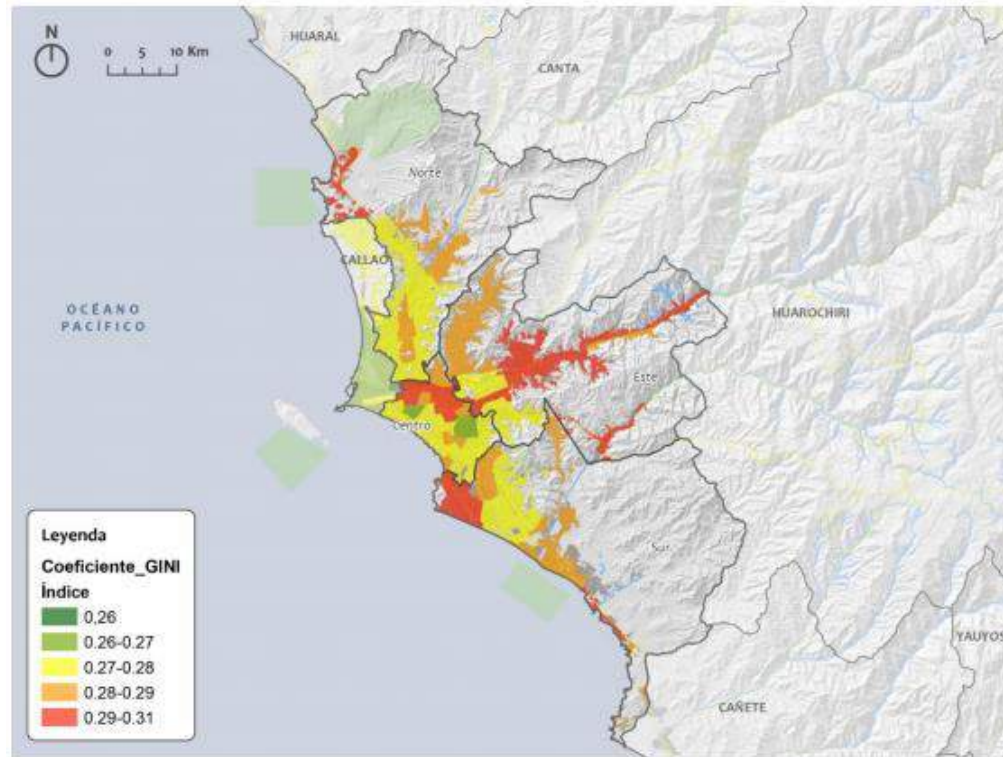 N
0 5 10 Km
HUARAL
CANTA
Norte
CALLAO
OCÉANO
PACÍFICO
HUAROCHIRI
Este
Centro
Sur
YAUYOS
CAÑETE
Leyenda
Coeficiente_GINI
Índice
0.26
0.26-0.27
0.27-0.28
0.28-0.29
0.29-0.31